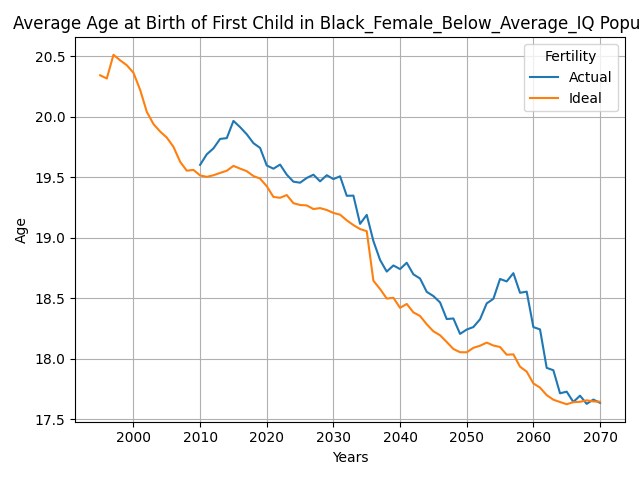 Average Age at Birth of First Child in Black_Female_Below_Average_IQ Popu
Fertility
Actual
Ideal
20.5
20.0
19.5
19.0
18.5
18.0
17.5
Age
2000 2010 2020 2030 2040 2050 2060 2070
Years